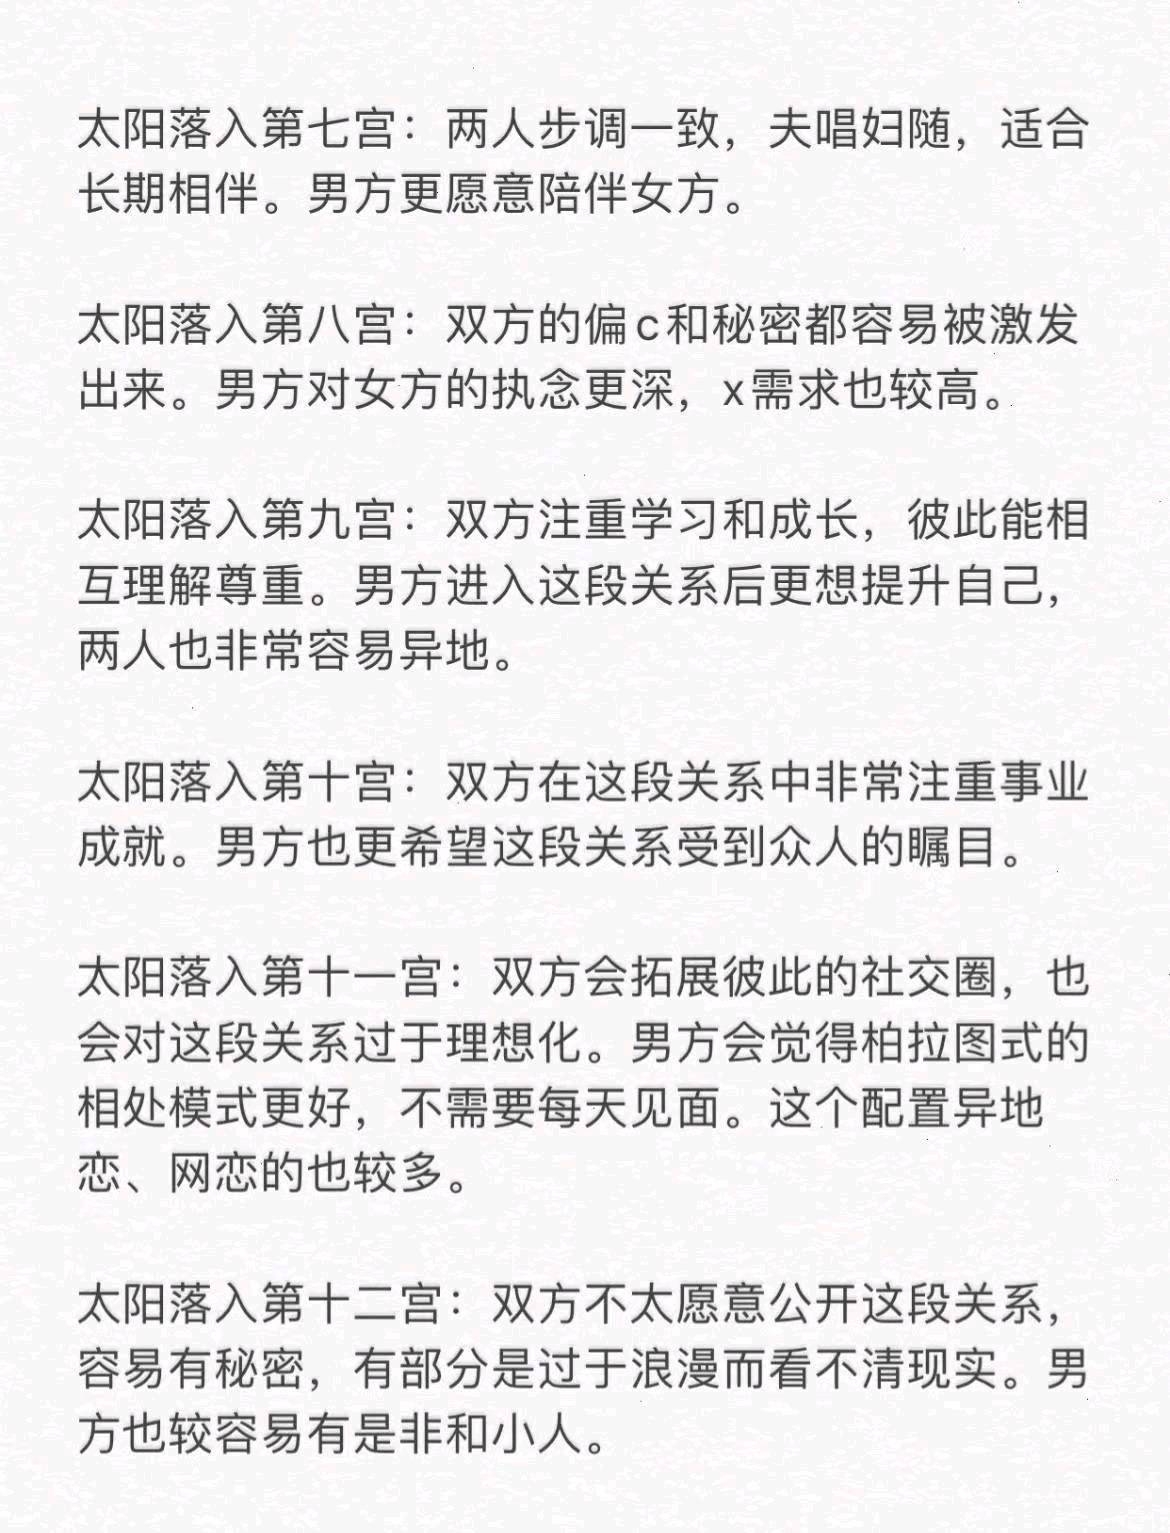 太阳落入第七宫：两人步调一致，夫唱妇随，适合
长期相伴。男方更愿意陪伴女方。
太阳落入第八宫：双方的偏c和秘密都容易被激发
出来。男方对女方的执念更深，x需求也较高。
太阳落入第九宫：双方注重学习和成长，彼此能相
互理解尊重。男方进入这段关系后更想提升自己，
两人也非常容易异地。
太阳落入第十宫：双方在这段关系中非常注重事业
成就。男方也更希望这段关系受到众人的瞩目。
太阳落入第十一宫：双方会拓展彼此的社交圈，也
会对这段关系过于理想化。男方会觉得柏拉图式的
相处模式更好，不需要每天见面。这个配置异地
恋、网恋的也较多。
太阳落入第十二宫：双方不太愿意公开这段关系，
容易有秘密，有部分是过于浪漫而看不清现实。男
方也较容易有是非和小人。